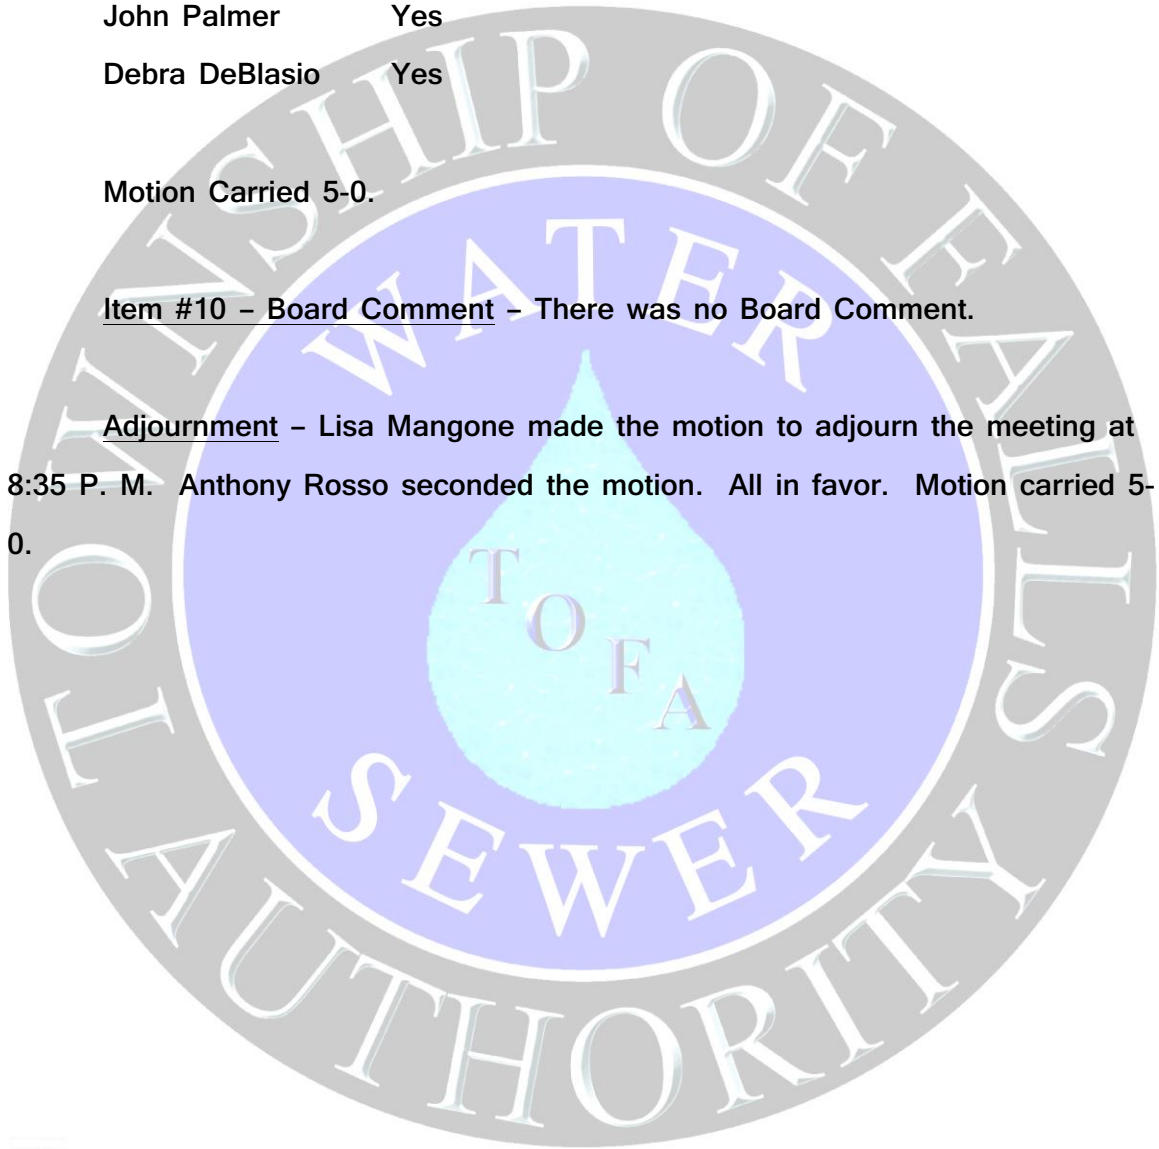 John Palmer Yes
Debra DeBlasio Yes
Motion Carried 5-0.
Item #10 – Board Comment – There was no Board Comment.
Adjournment – Lisa Mangone made the motion to adjourn the meeting at
8:35 P. M. Anthony Rosso seconded the motion. All in favor. Motion carried 5-
0.
TOWNSHIP OF FALLS
AUTHORITY
WATER
SEWER
TOFA